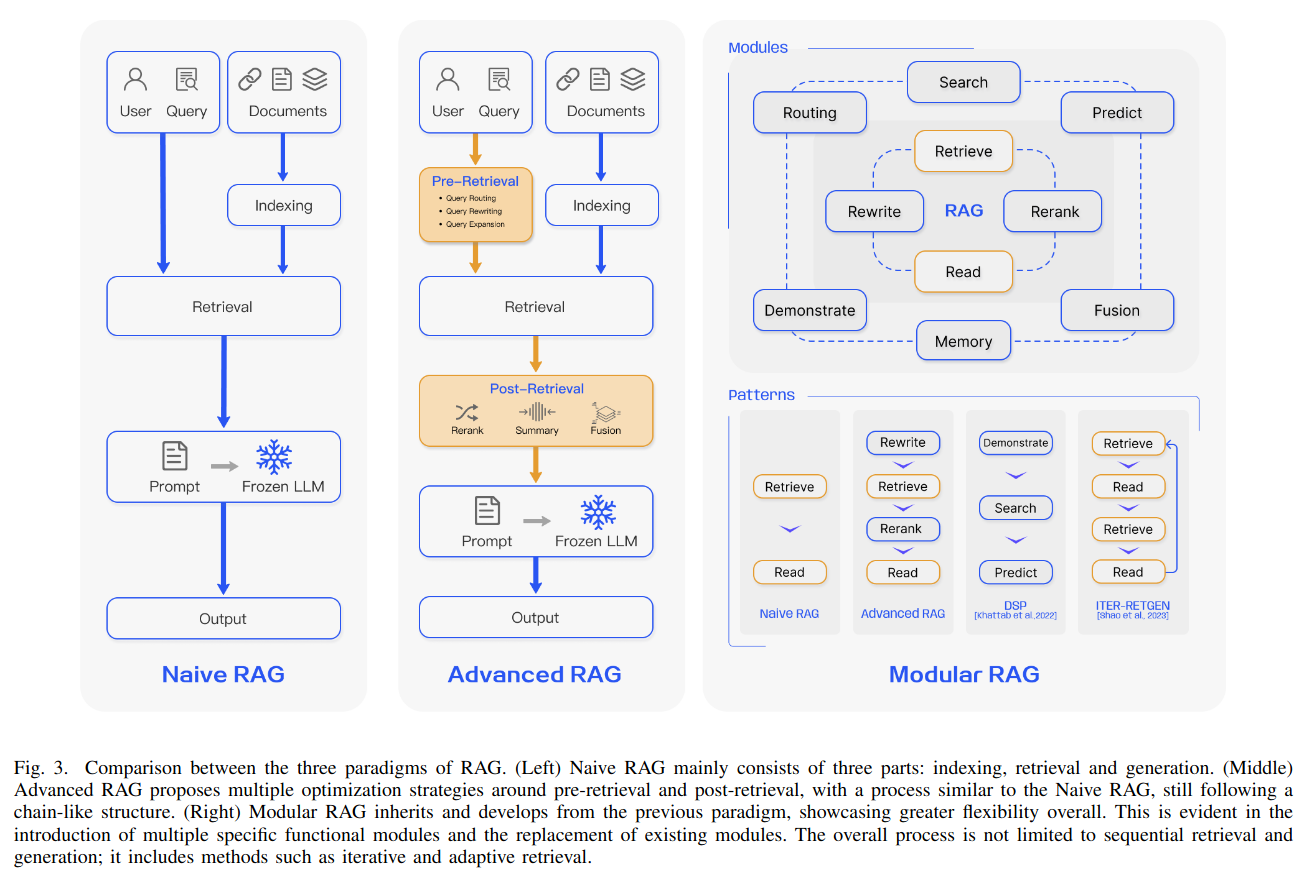 User Query
Documents
Indexing
Retrieval
Prompt
Frozen LLM
Output
Naive RAG
User Query
Documents
Pre-Retrieval
• Query Routing
• Query Rewriting
• Query Expansion
Indexing
Retrieval
Post-Retrieval
Rerank
Summary
Fusion
Prompt
Frozen LLM
Output
Advanced RAG
Modules
Search
Routing
Predict
Retrieve
Rewrite
RAG
Rerank
Read
Demonstrate
Fusion
Memory
Patterns
Retrieve
Read
Naive RAG
Rewrite
Retrieve
Rerank
Read
Advanced RAG
Demonstrate
Search
Predict
DSP
[Khattab et al.,2022]
Retrieve
Read
Retrieve
Read
ITER-RETGEN
[Shao et al., 2023]
Modular RAG
Fig. 3. Comparison between the three paradigms of RAG. (Left) Naive RAG mainly consists of three parts: indexing, retrieval and generation. (Middle)
Advanced RAG proposes multiple optimization strategies around pre-retrieval and post-retrieval, with a process similar to the Naive RAG, still following a
chain-like structure. (Right) Modular RAG inherits and develops from the previous paradigm, showcasing greater flexibility overall. This is evident in the
introduction of multiple specific functional modules and the replacement of existing modules. The overall process is not limited to sequential retrieval and
generation; it includes methods such as iterative and adaptive retrieval.